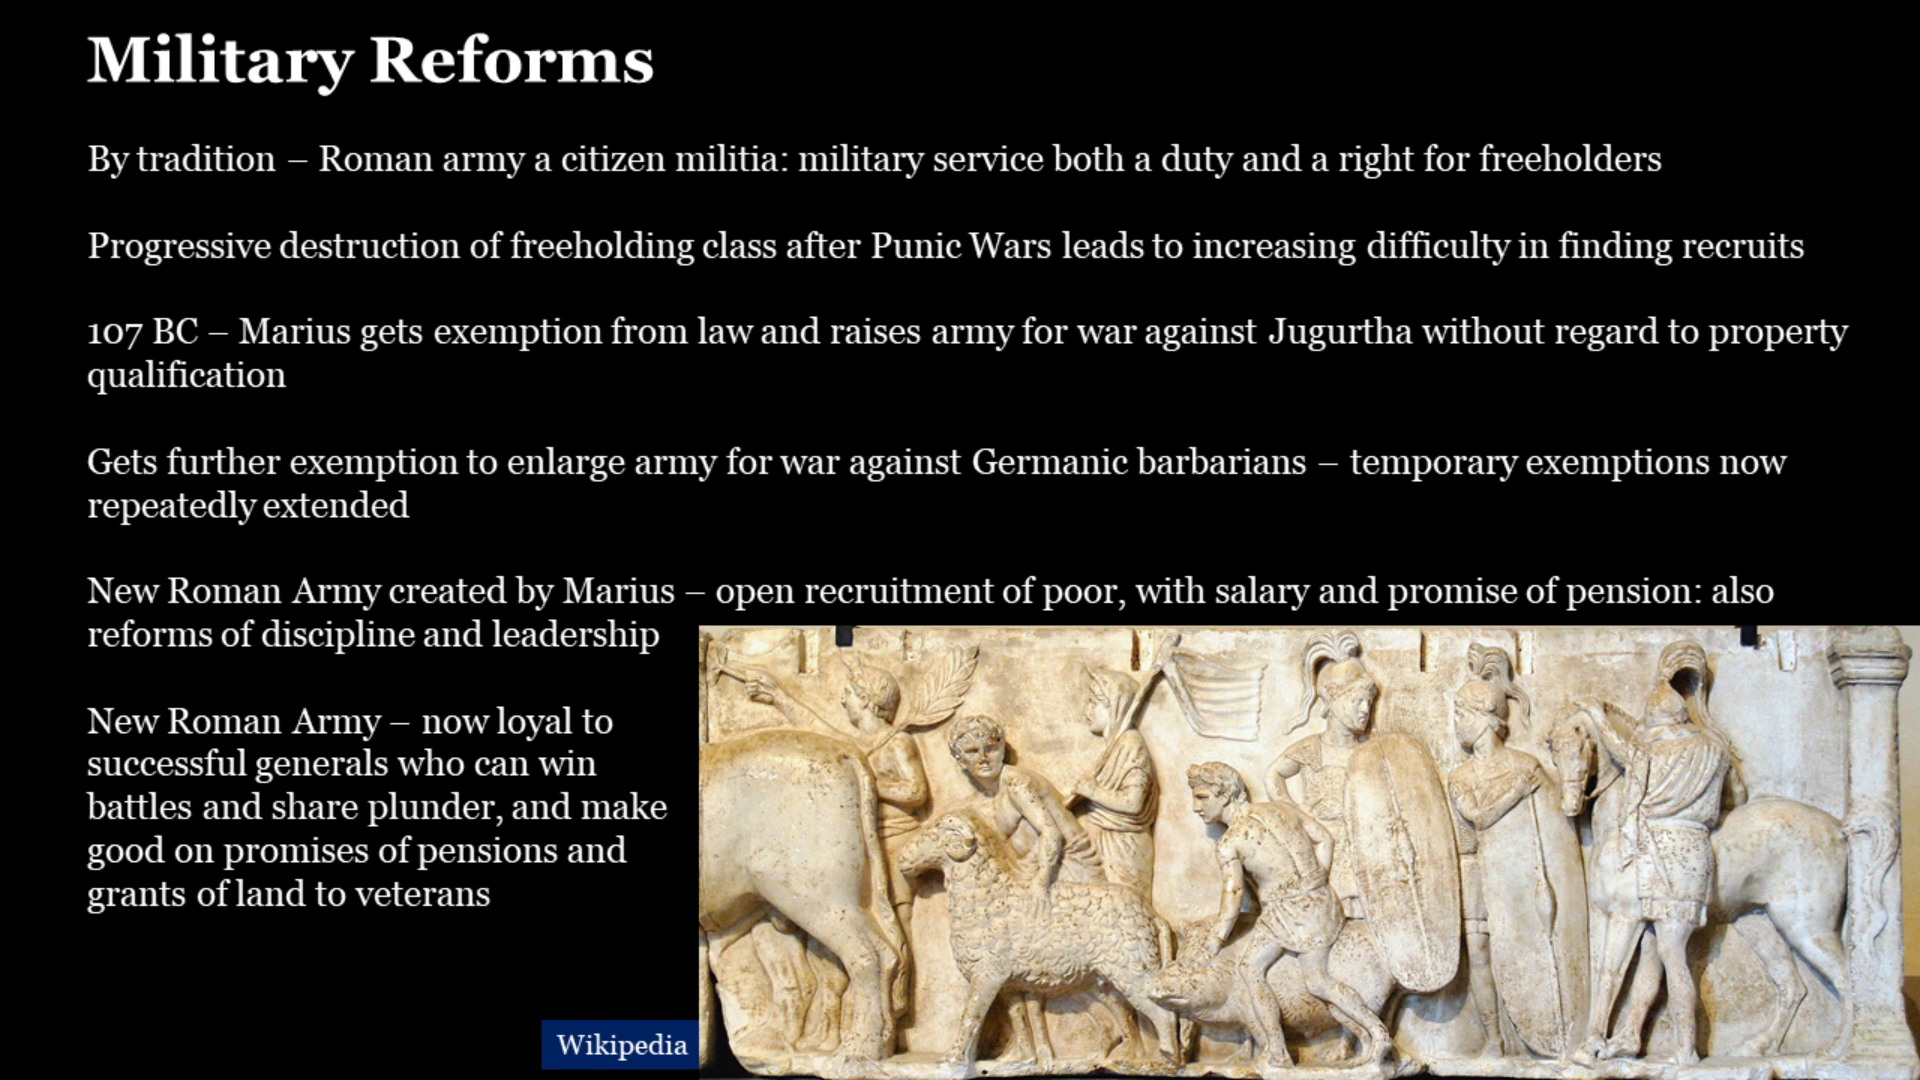 Military Reforms
By tradition – Roman army a citizen militia: military service both a duty and a right for freeholders
Progressive destruction of freeholding class after Punic Wars leads to increasing difficulty in finding recruits
107 BC – Marius gets exemption from law and raises army for war against Jugurtha without regard to property
qualification
Gets further exemption to enlarge army for war against Germanic barbarians – temporary exemptions now
repeatedly extended
New Roman Army created by Marius – open recruitment of poor, with salary and promise of pension: also
reforms of discipline and leadership
New Roman Army – now loyal to
successful generals who can win
battles and share plunder, and make
good on promises of pensions and
grants of land to veterans
Wikipedia